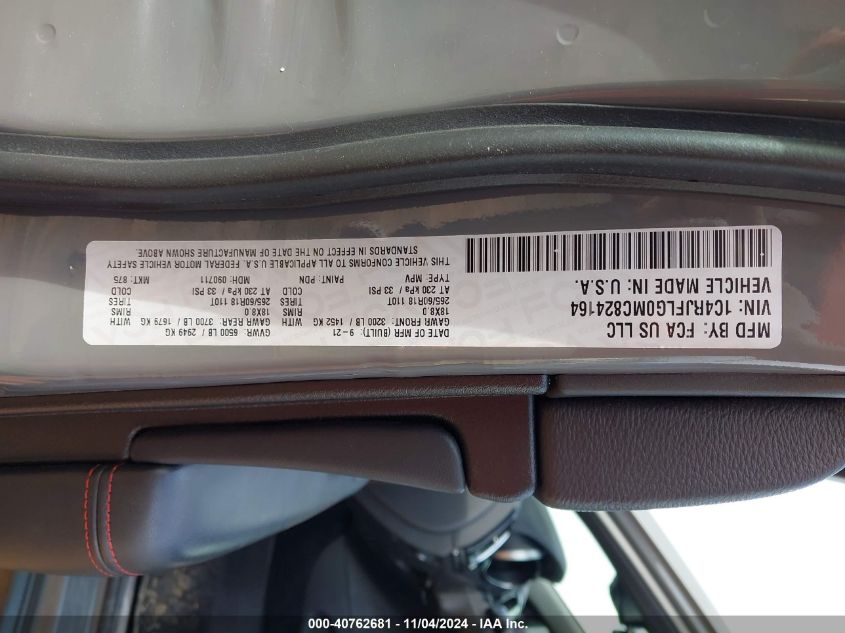 MFD BY: FCA US LLC
DATE OF MFR (BUILT): 9-21
GVWR: 6500 LB / 2949 KG
VIN: 1C4RJFLG0MC824164
GAWR FRONT: 3200 LB / 1452 KG WITH
GAWR REAR: 3700 LB / 1679 KG WITH
18X8.0 RIMS
18X8.0 RIMS
265/60R18 110T TIRES
265/60R18 110T TIRES
AT 230 kPa / 33 PSI COLD
AT 230 kPa / 33 PSI COLD
VEHICLE MADE IN: U.S.A.
TYPE: MPV PAINT: PDN MDH: 090711 MKT: 875
THIS VEHICLE CONFORMS TO ALL APPLICABLE U.S.A. FEDERAL MOTOR VEHICLE SAFETY
STANDARDS IN EFFECT ON THE DATE OF MANUFACTURE SHOWN ABOVE.
000-40762681 - 11/04/2024 - IAA Inc.